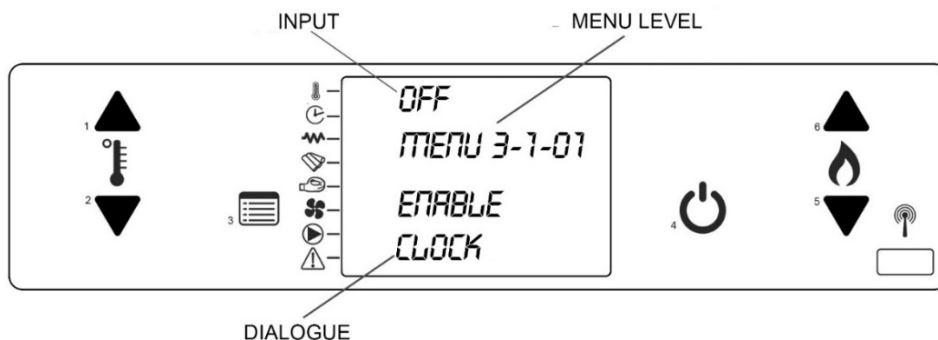 INPUT
MENU LEVEL
OFF
MENU 3-1-01
ENABLE
CLOCK
1
2
3
4
6
5
DIALOGUE